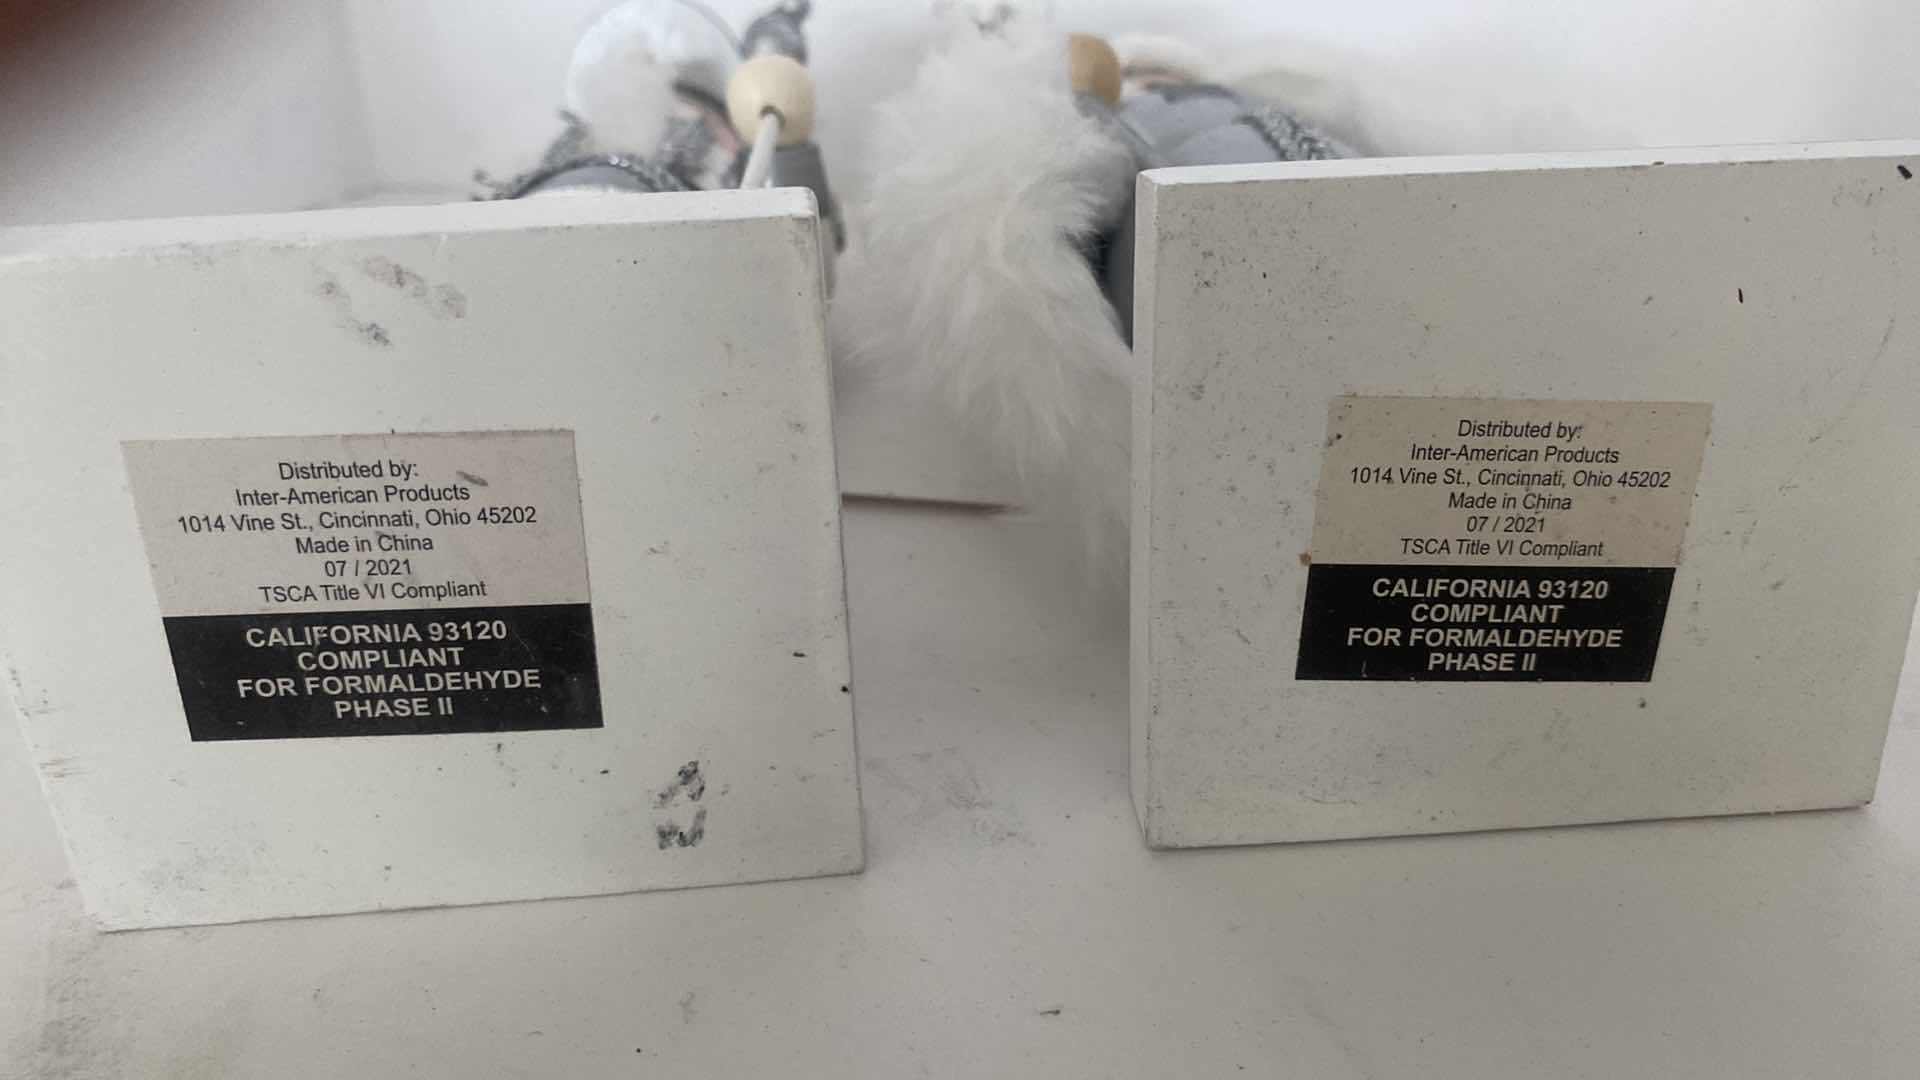 Distributed by:
Inter-American Products
1014 Vine St., Cincinnati, Ohio 45202
Made in China
07 / 2021
TSCA Title VI Compliant
CALIFORNIA 93120
COMPLIANT
FOR FORMALDEHYDE
PHASE II
Distributed by:
Inter-American Products
1014 Vine St., Cincinnati, Ohio 45202
Made in China
07 / 2021
TSCA Title VI Compliant
CALIFORNIA 93120
COMPLIANT
FOR FORMALDEHYDE
PHASE II